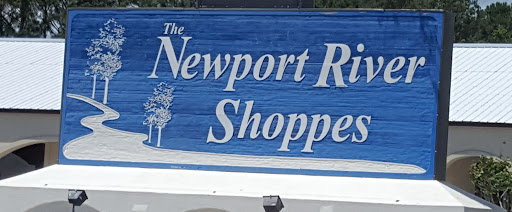 The
Newport River
Shoppes